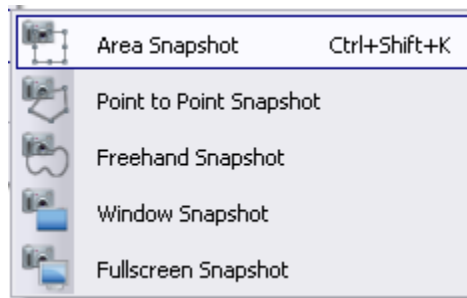 Area Snapshot Ctrl+Shift+K
Point to Point Snapshot
Freehand Snapshot
Window Snapshot
Fullscreen Snapshot